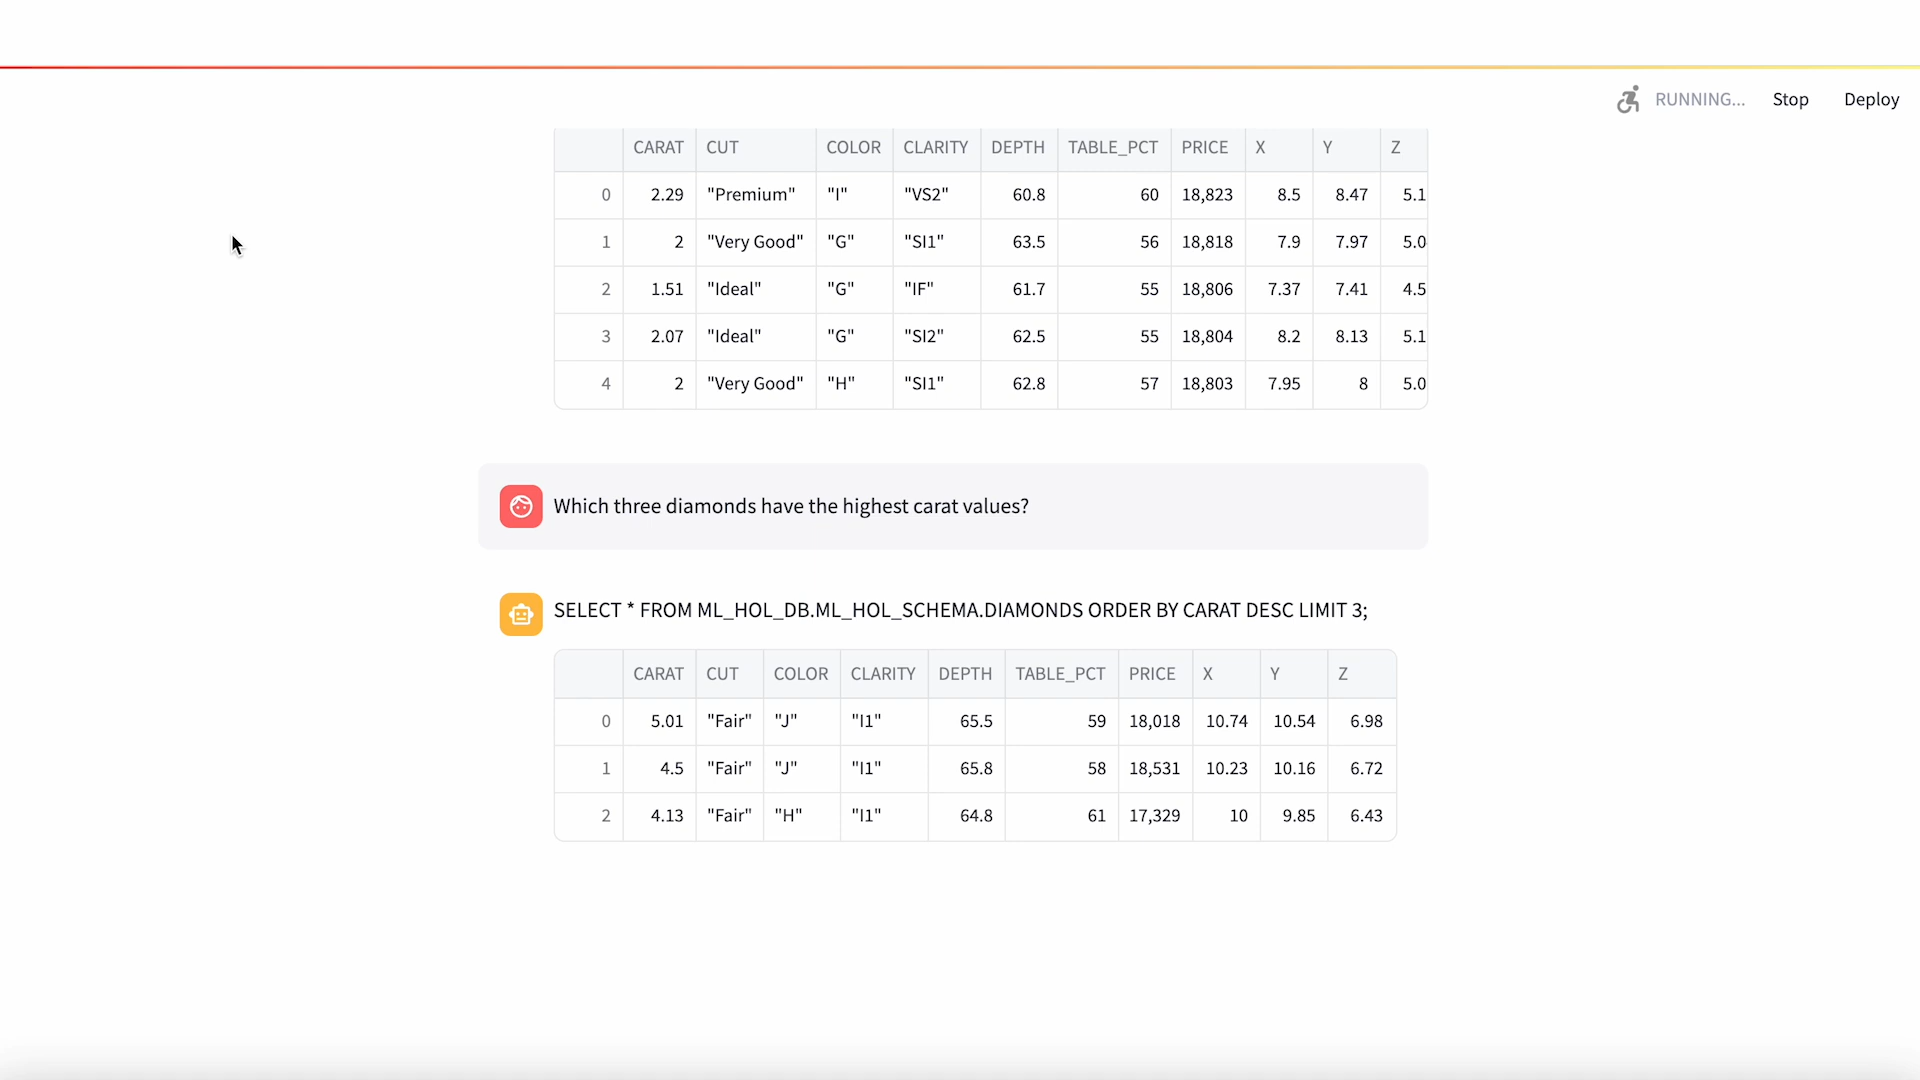 RUNNING... Stop Deploy
CARAT CUT COLOR CLARITY DEPTH TABLE_PCT PRICE X Y Z
0 2.29 "Premium" "I" "VS2" 60.8 60 18,823 8.5 8.47 5.1
1 2 "Very Good" "G" "SI1" 63.5 56 18,818 7.9 7.97 5.0
2 1.51 "Ideal" "G" "IF" 61.7 55 18,806 7.37 7.41 4.5
3 2.07 "Ideal" "G" "SI2" 62.5 55 18,804 8.2 8.13 5.1
4 2 "Very Good" "H" "SI1" 62.8 57 18,803 7.95 8 5.0
Which three diamonds have the highest carat values?
SELECT * FROM ML_HOL_DB.ML_HOL_SCHEMA.DIAMONDS ORDER BY CARAT DESC LIMIT 3;
CARAT CUT COLOR CLARITY DEPTH TABLE_PCT PRICE X Y Z
0 5.01 "Fair" "J" "I1" 65.5 59 18,018 10.74 10.54 6.98
1 4.5 "Fair" "J" "I1" 65.8 58 18,531 10.23 10.16 6.72
2 4.13 "Fair" "H" "I1" 64.8 61 17,329 10 9.85 6.43